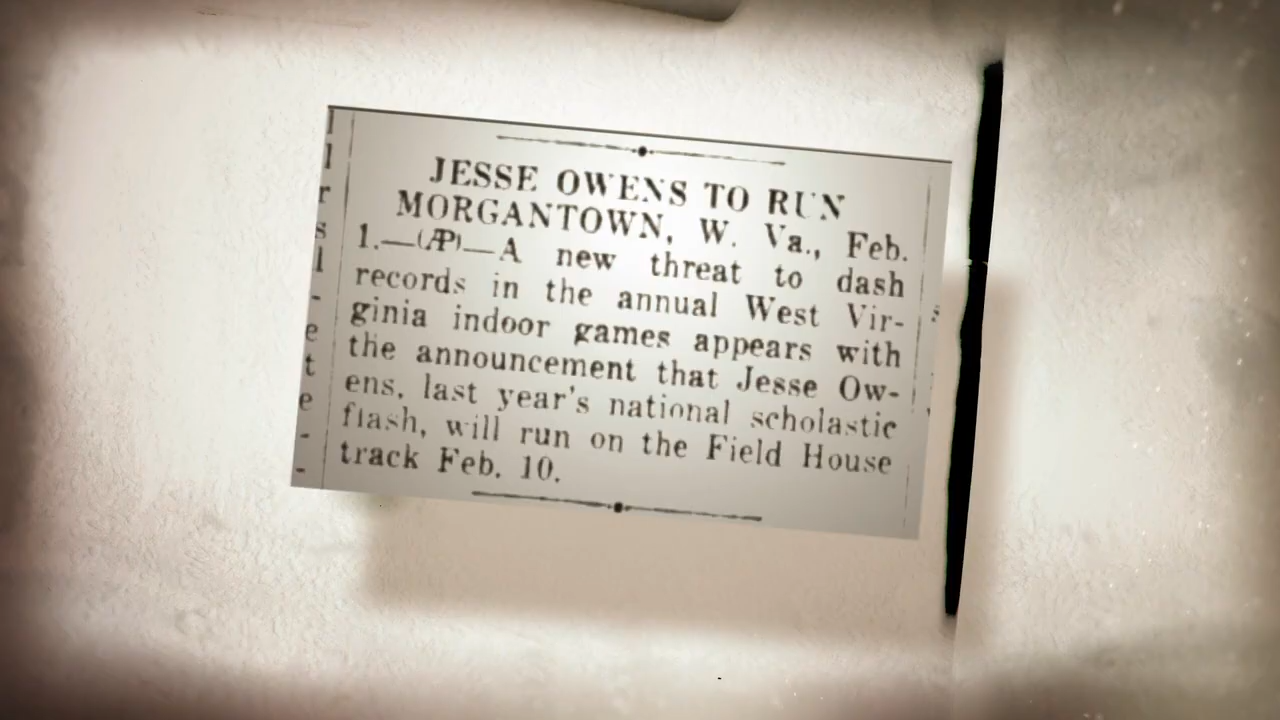 JESSE OWENS TO RUN
MORGANTOWN, W. Va., Feb.
1.—(AP)—A new threat to dash
records in the annual West Vir-
ginia indoor games appears with
the announcement that Jesse Ow-
ens, last year's national scholastic
flash, will run on the Field House
track Feb. 10.